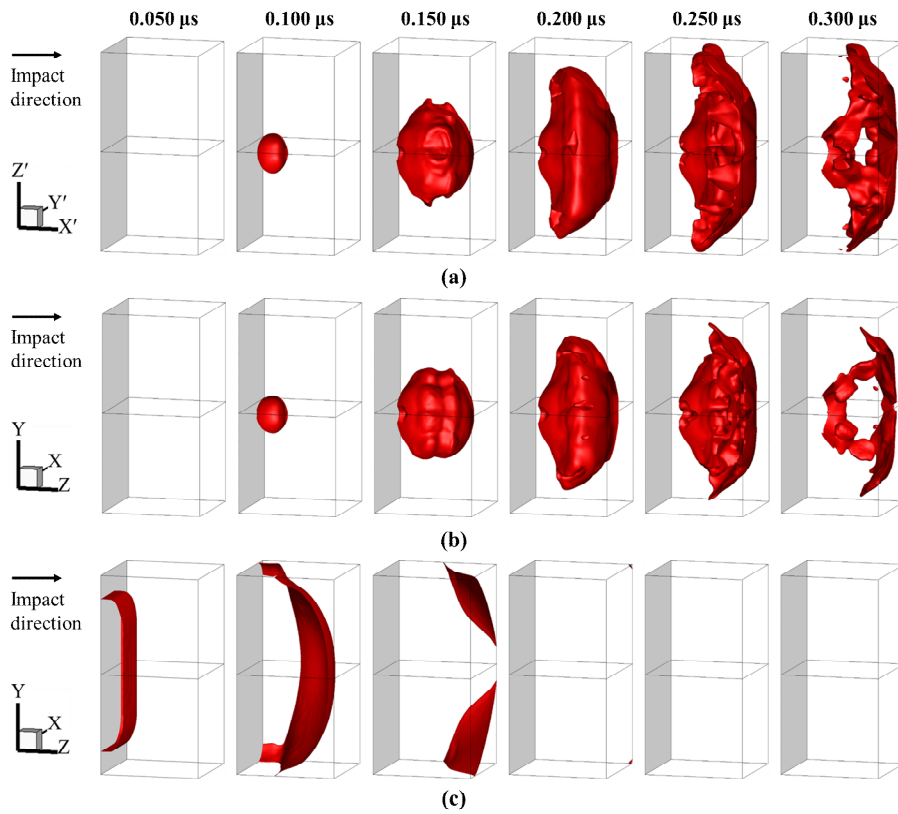 0.050 μs 0.100 μs 0.150 μs 0.200 μs 0.250 μs 0.300 μs
Impact
direction
Z′
Y′
X′
(a)
Impact
direction
Y
X
Z
(b)
Impact
direction
Y
X
Z
(c)